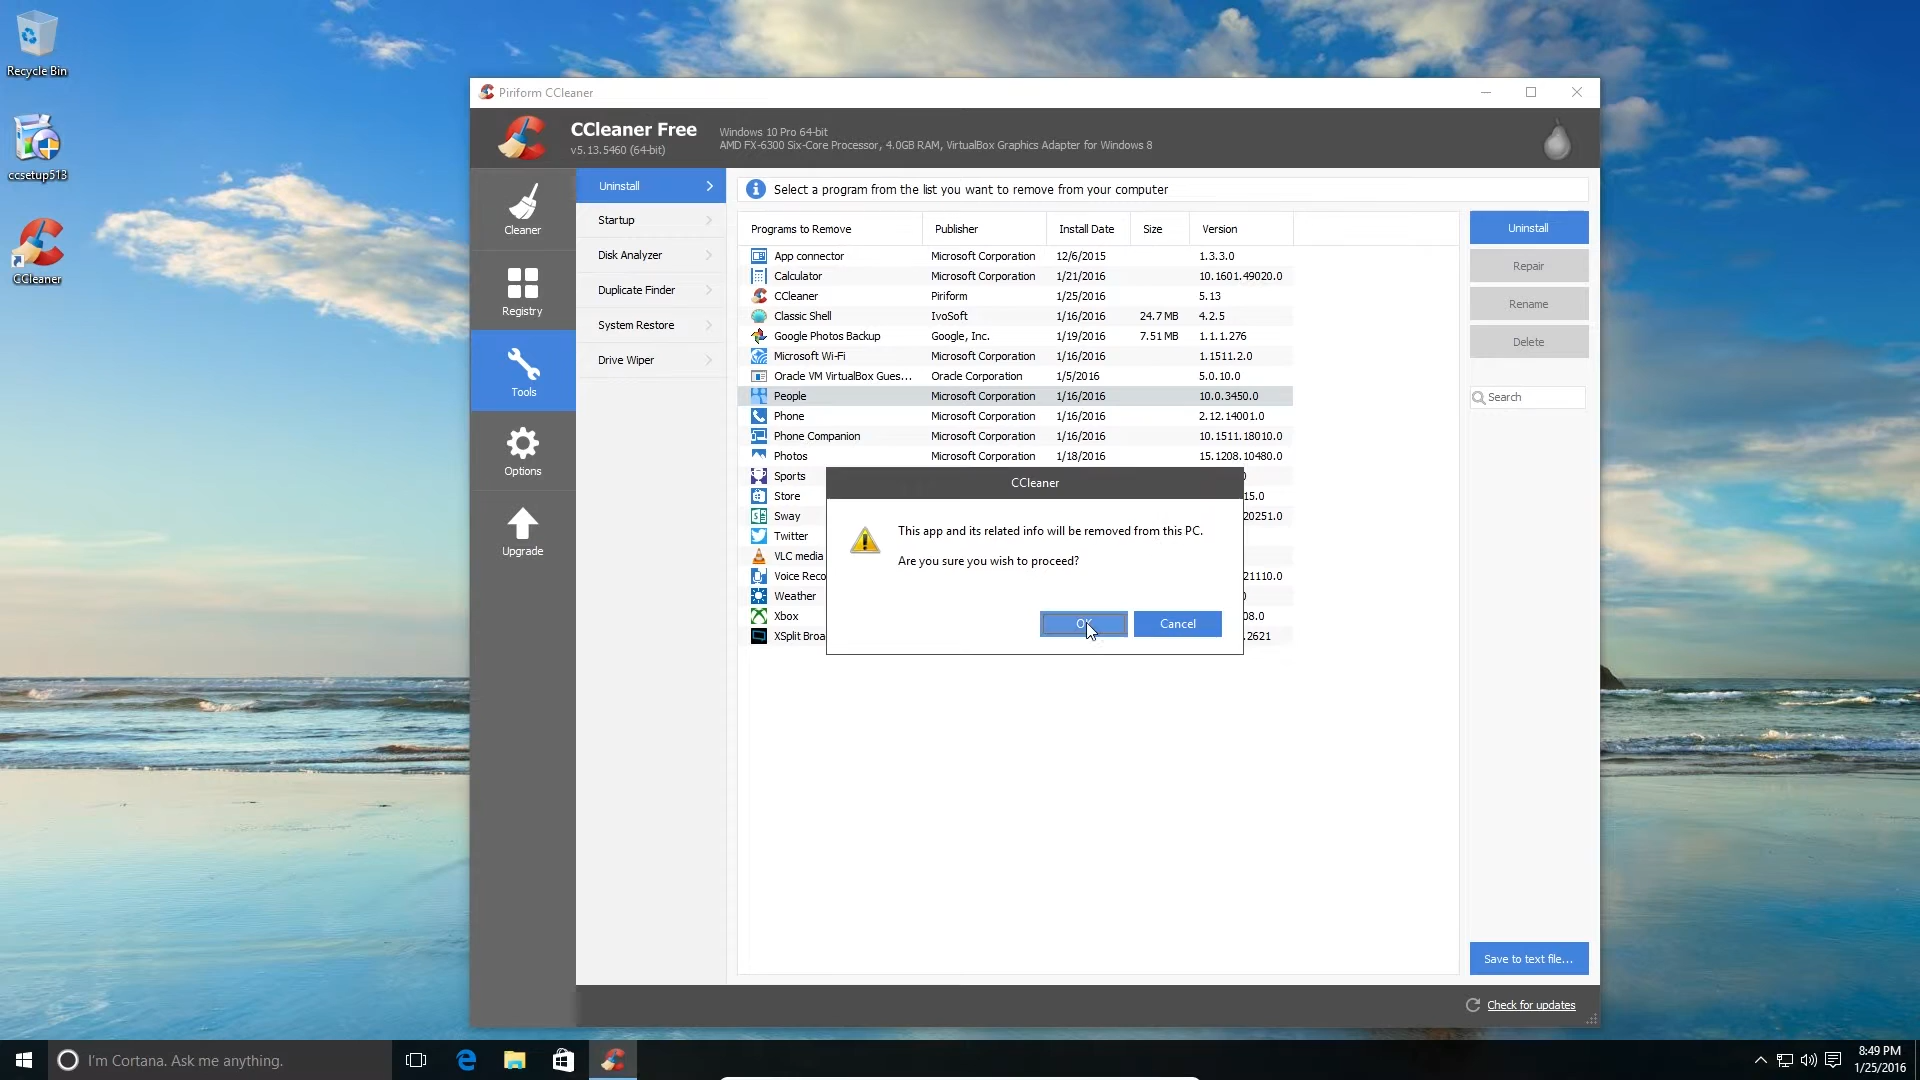 Recycle Bin
ccsetup513
CCleaner
Piriform CCleaner
CCleaner Free
v5.13.5460 (64-bit)
Windows 10 Pro 64-bit
AMD FX-6300 Six-Core Processor, 4.0GB RAM, VirtualBox Graphics Adapter for Windows 8
Cleaner
Registry
Tools
Options
Upgrade
Uninstall
Startup
Disk Analyzer
Duplicate Finder
System Restore
Drive Wiper
Select a program from the list you want to remove from your computer
Programs to Remove Publisher Install Date Size Version
App connector Microsoft Corporation 12/6/2015 1.3.3.0
Calculator Microsoft Corporation 1/21/2016 10.1601.49020.0
CCleaner Piriform 1/25/2016 5.13
Classic Shell IvoSoft 1/16/2016 24.7 MB 4.2.5
Google Photos Backup Google, Inc. 1/19/2016 7.51 MB 1.1.1.276
Microsoft Wi-Fi Microsoft Corporation 1/16/2016 1.1511.2.0
Oracle VM VirtualBox Gues... Oracle Corporation 1/5/2016 5.0.10.0
People Microsoft Corporation 1/16/2016 10.0.3450.0
Phone Microsoft Corporation 1/16/2016 2.12.14001.0
Phone Companion Microsoft Corporation 1/16/2016 10.1511.18010.0
Photos Microsoft Corporation 1/18/2016 15.1208.10480.0
Sports
Store 15.0
Sway 20251.0
Twitter
VLC media
Voice Reco 21110.0
Weather
Xbox 08.0
XSplit Broa .2621
CCleaner
This app and its related info will be removed from this PC.
Are you sure you wish to proceed?
OK
Cancel
Uninstall
Repair
Rename
Delete
Search
Save to text file...
Check for updates
I'm Cortana. Ask me anything.
8:49 PM
1/25/2016